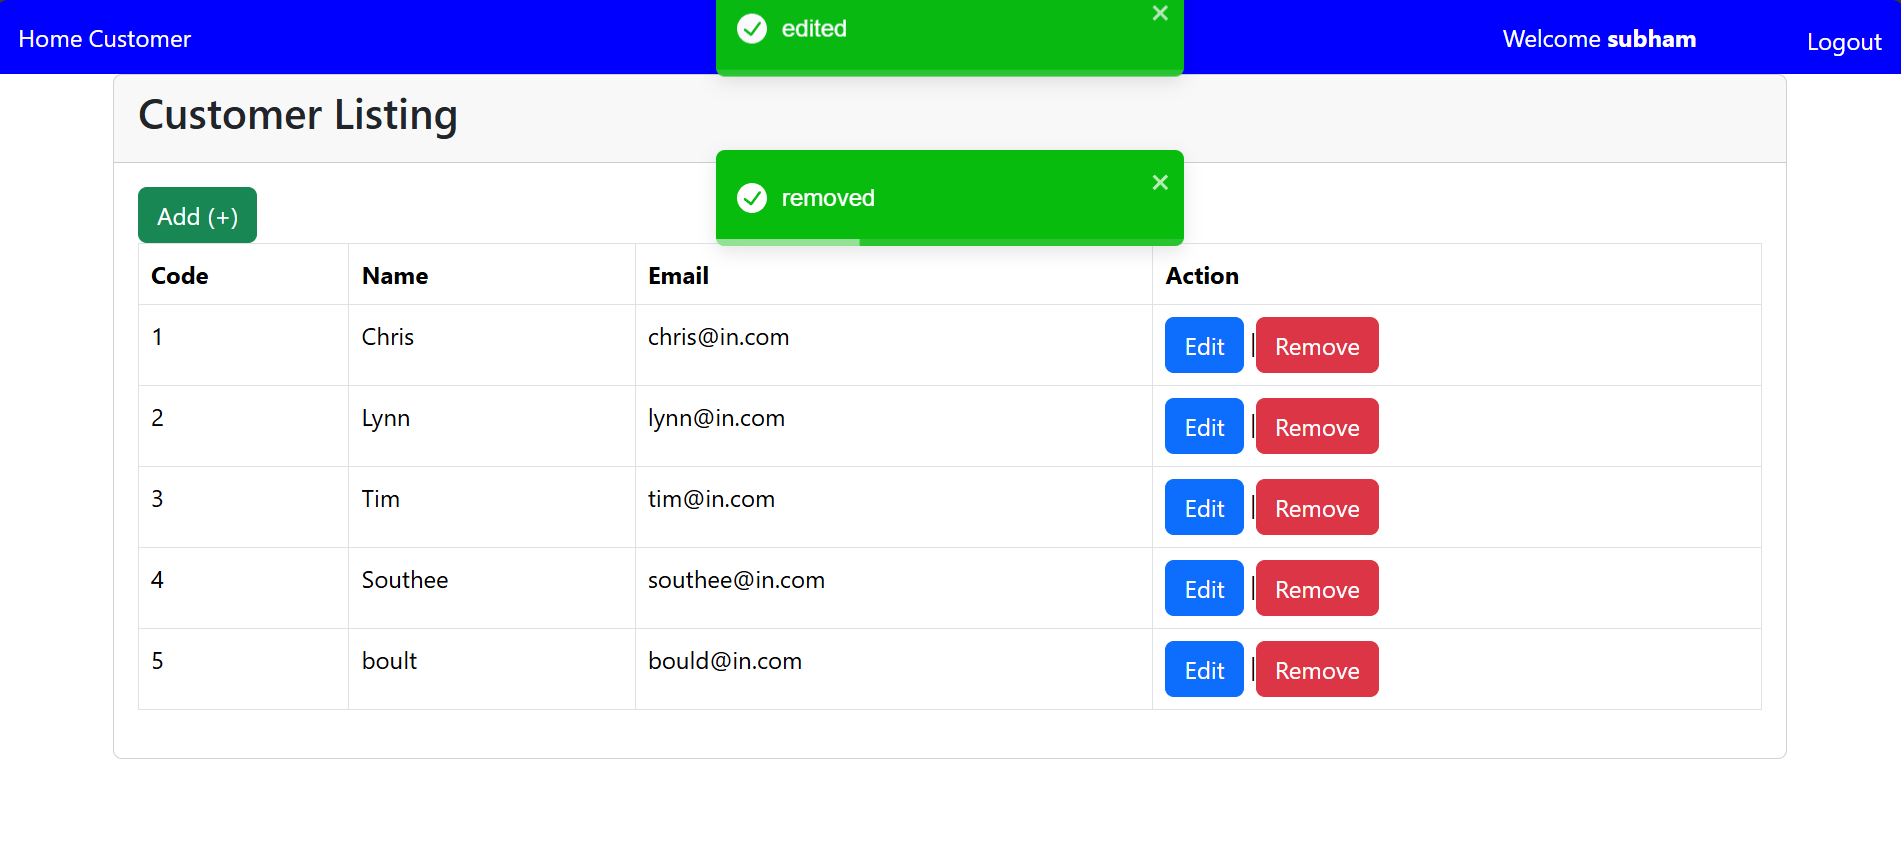 Home Customer
edited
Welcome subham
Logout
Customer Listing
removed
Add (+)
Code Name Email Action
1 Chris chris@in.com Edit | Remove
2 Lynn lynn@in.com Edit | Remove
3 Tim tim@in.com Edit | Remove
4 Southee southee@in.com Edit | Remove
5 boult bould@in.com Edit | Remove